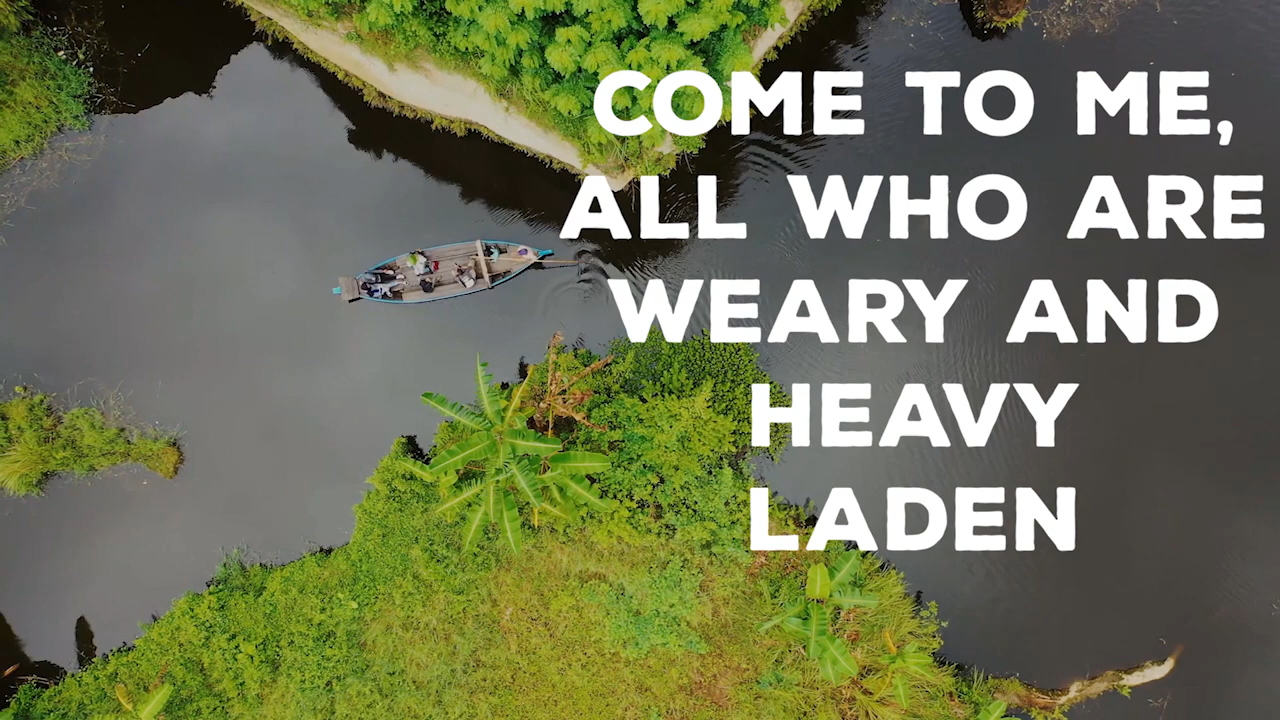 COME TO ME,
ALL WHO ARE
WEARY AND
HEAVY
LADEN